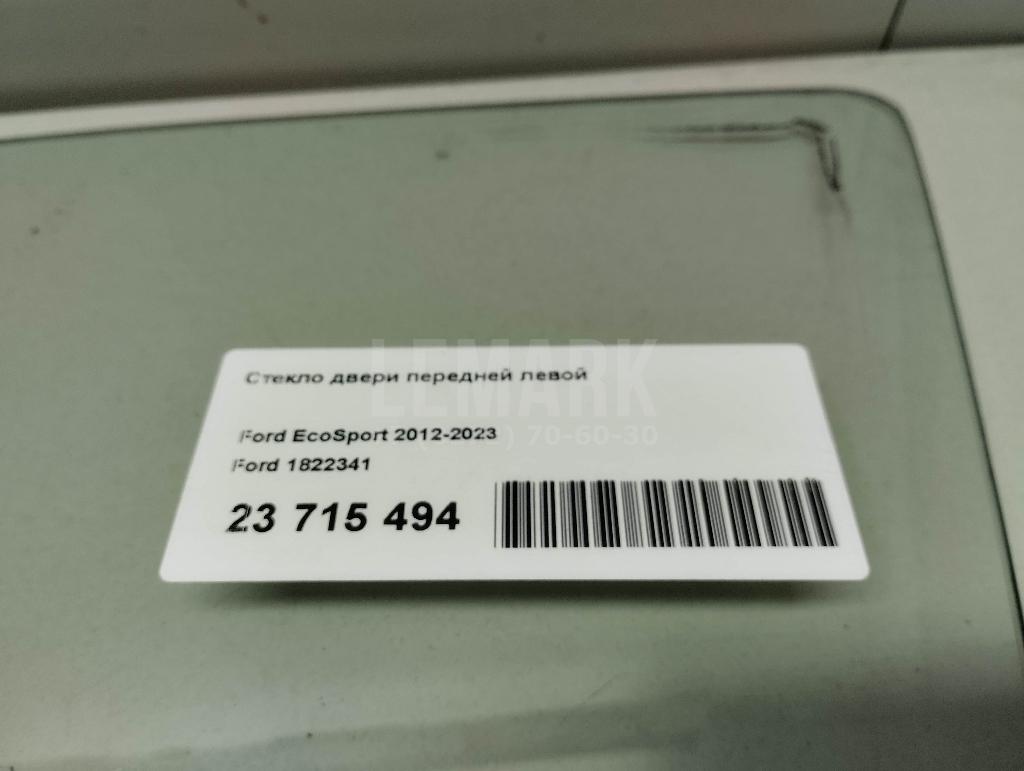 Стекло двери передней левой
LEMARK
) 70-60-30
Ford EcoSport 2012-2023
Ford 1822341
23 715 494